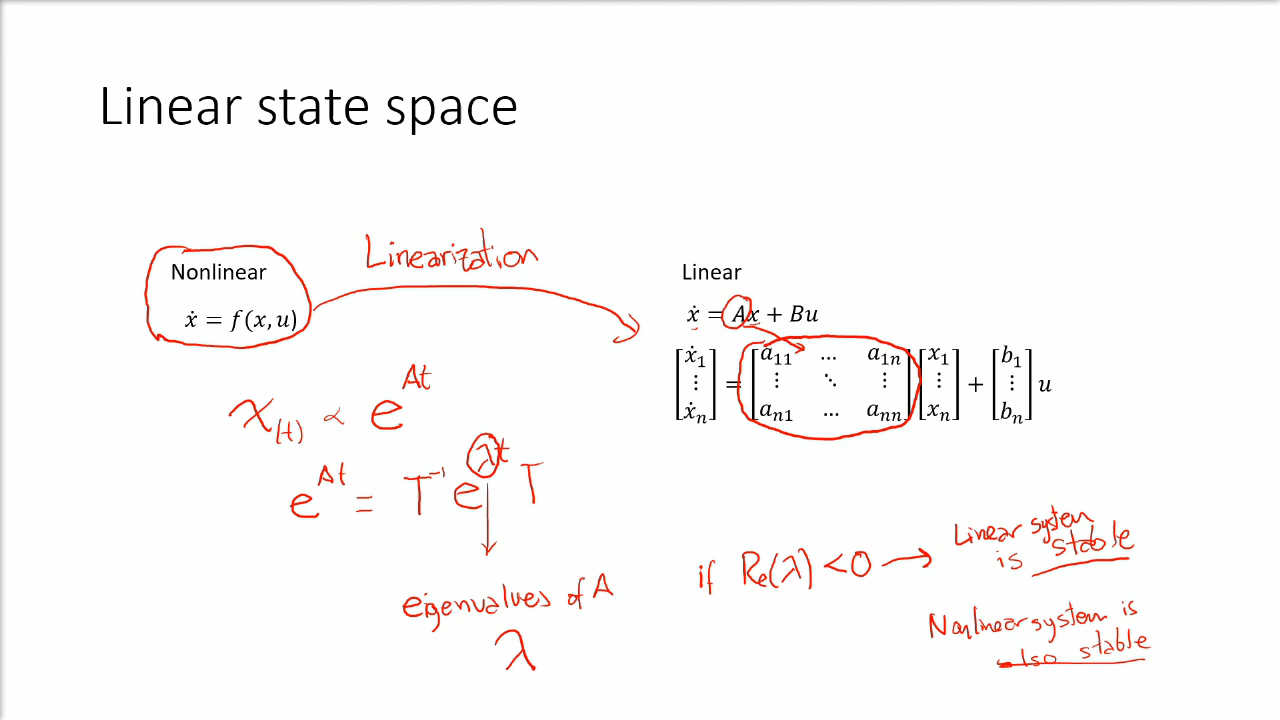 Linear state space
Linearization
Nonlinear
ẋ = f(x, u)
Linear
ẋ = Ax + Bu
[ẋ₁ ⋮ ẋₙ] = [a₁₁ … a₁ₙ ⋮ ⋱ ⋮ aₙ₁ … aₙₙ] [x₁ ⋮ xₙ] + [b₁ ⋮ bₙ] u
x(t) ∝ e^At
e^At = T⁻¹ e^λt T
eigenvalues of A
λ
if Re(λ) < 0 → Linear system
is stable
Nonlinear system is
also stable